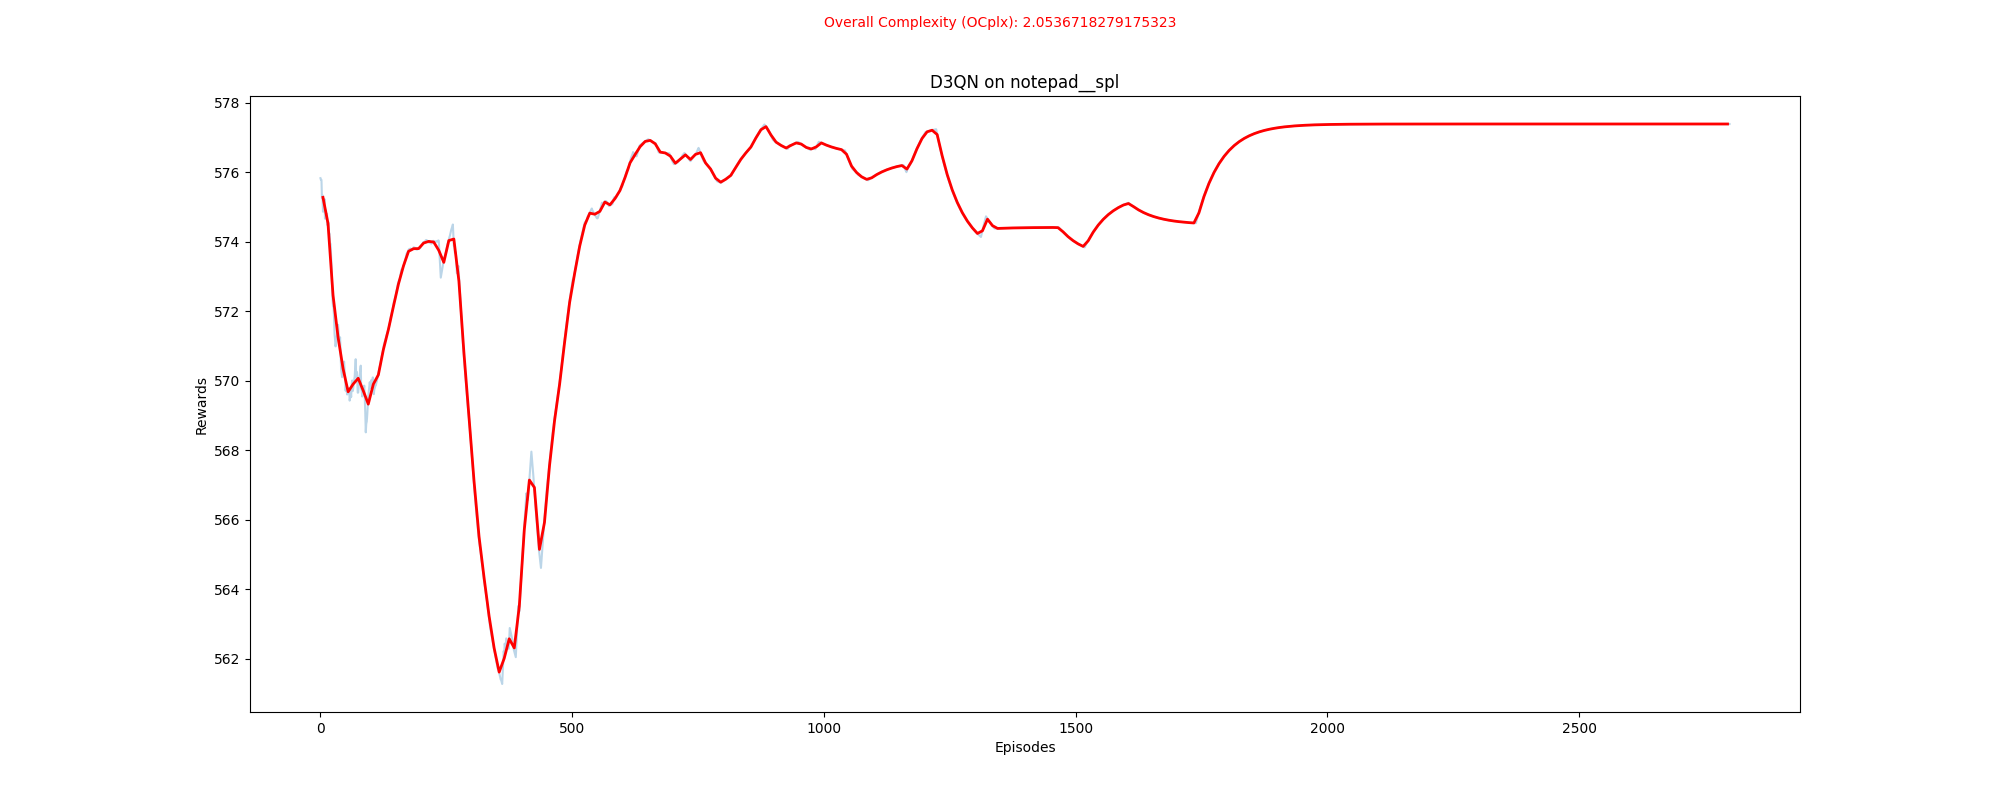 Overall Complexity (OCplx): 2.0536718279175323
D3QN on notepad__spl
578
576
574
572
570
568
566
564
562
Rewards
0 500 1000 1500 2000 2500
Episodes